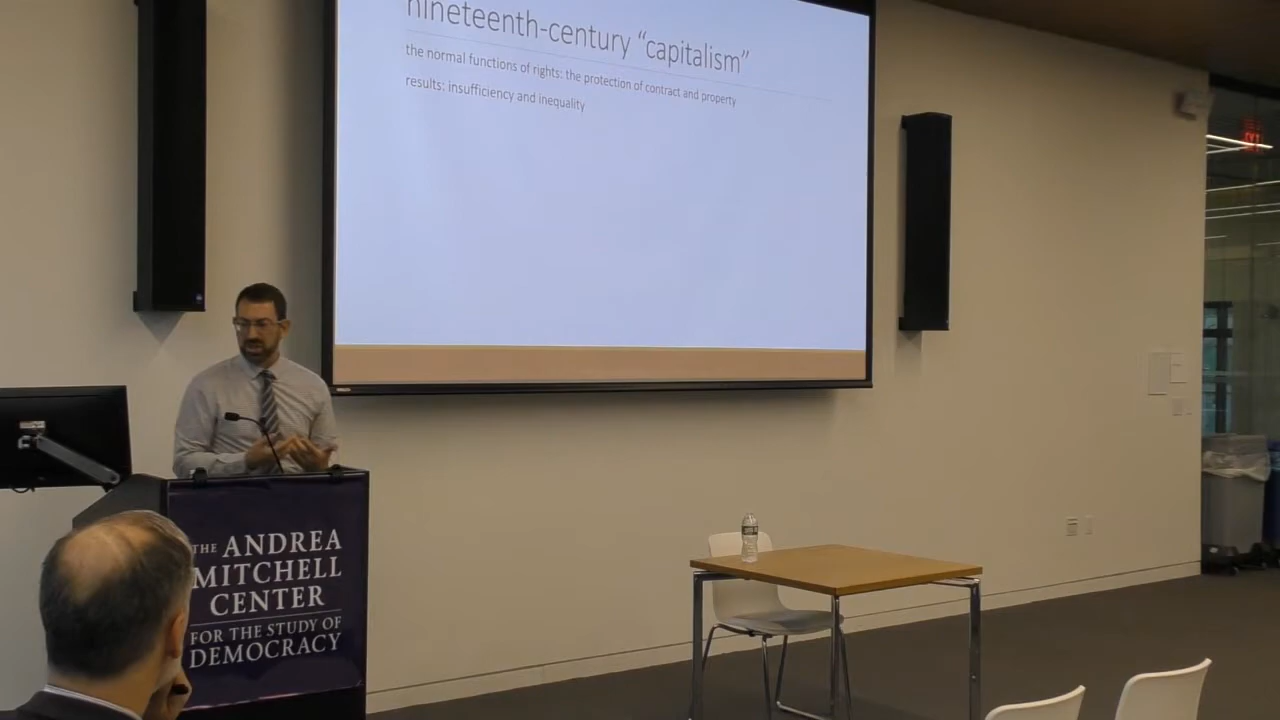 nineteenth-century “capitalism”
the normal functions of rights: the protection of contract and property
results: insufficiency and inequality
EXIT
THE ANDREA
MITCHELL
CENTER
FOR THE STUDY OF
DEMOCRACY